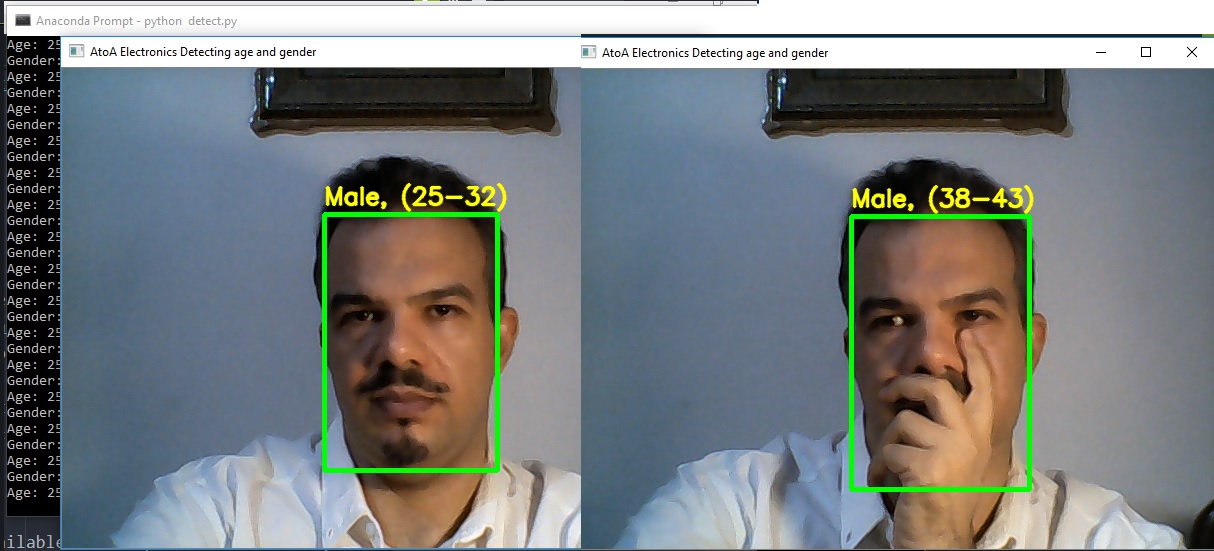 Anaconda Prompt - python detect.py
AtoA Electronics Detecting age and gender
AtoA Electronics Detecting age and gender
Male, (25-32)
Male, (38-43)
Age: 25
Gender:
Age: 25
Gender:
Age: 25
Gender:
Age: 25
Gender:
Age: 25
Gender:
Age: 25
Gender:
Age: 25
Gender:
Age: 25
Gender:
Age: 25
Gender:
Age: 25
Gender:
Age: 25
Gender:
Age: 25
Gender:
Age: 25
Gender:
Age: 25
Gender:
Age: 25
ilable